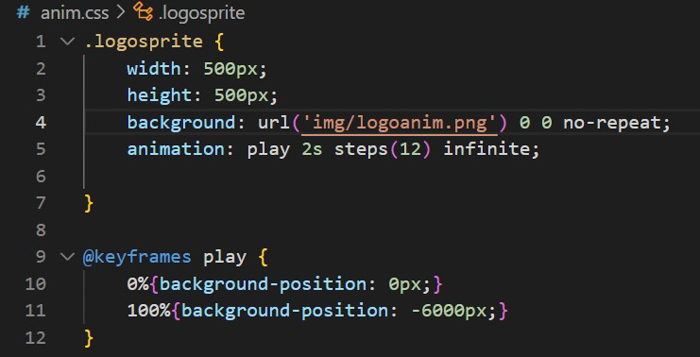 # anim.css > .logosprite
1 .logosprite {
2 width: 500px;
3 height: 500px;
4 background: url('img/logoanim.png') 0 0 no-repeat;
5 animation: play 2s steps(12) infinite;
6
7 }
8
9 @keyframes play {
10 0%{background-position: 0px;}
11 100%{background-position: -6000px;}
12 }